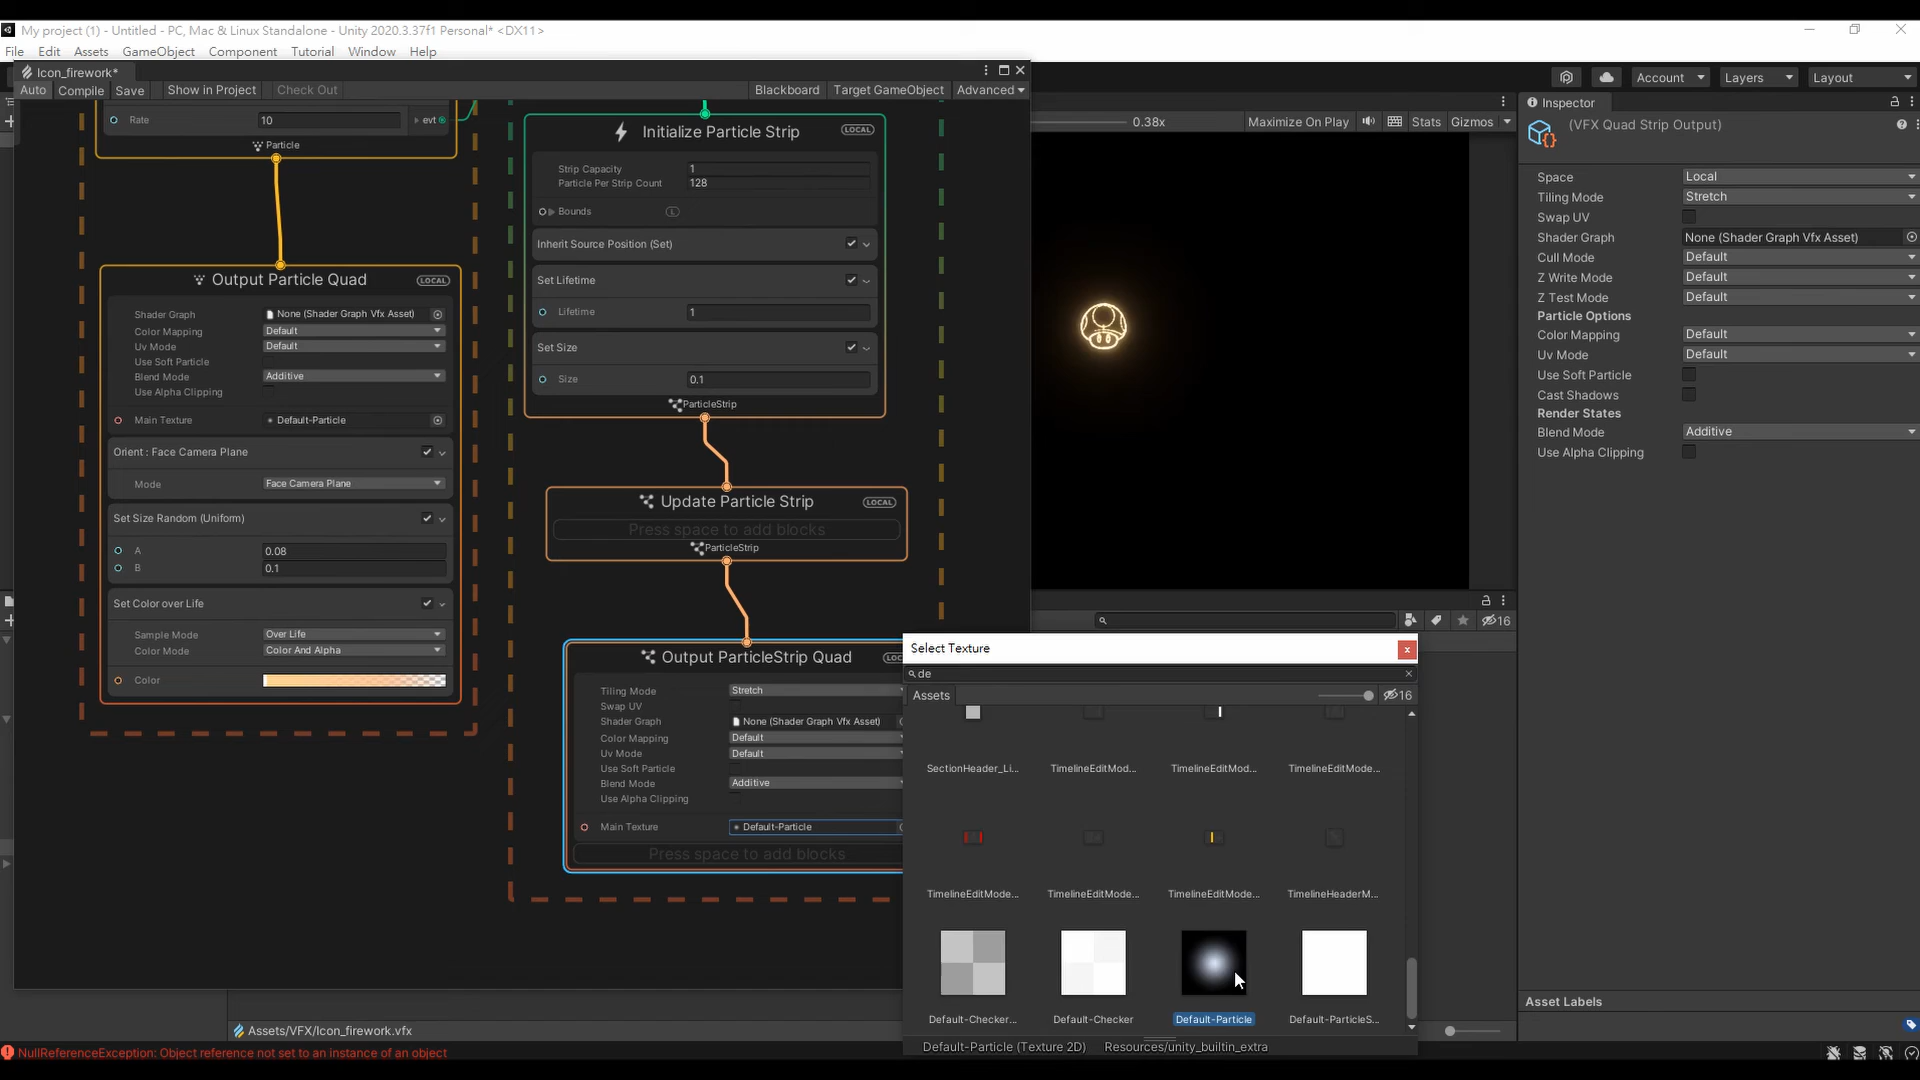 My project (1) - Untitled - PC, Mac & Linux Standalone - Unity 2020.3.37f1 Personal* <DX11>
File Edit Assets GameObject Component Tutorial Window Help
Icon_firework*
Auto Compile Save Show in Project Check Out Blackboard Target GameObject Advanced
Account Layers Layout
Rate 10 evt
Particle
Output Particle Quad LOCAL
Shader Graph None (Shader Graph Vfx Asset)
Color Mapping Default
Uv Mode Default
Use Soft Particle
Blend Mode Additive
Use Alpha Clipping
Main Texture Default-Particle
Orient : Face Camera Plane
Mode Face Camera Plane
Set Size Random (Uniform)
A 0.08
B 0.1
Set Color over Life
Sample Mode Over Life
Color Mode Color And Alpha
Color
Initialize Particle Strip LOCAL
Strip Capacity 1
Particle Per Strip Count 128
Bounds L
Inherit Source Position (Set)
Set Lifetime
Lifetime 1
Set Size
Size 0.1
ParticleStrip
Update Particle Strip LOCAL
Press space to add blocks
ParticleStrip
Output ParticleStrip Quad LOC
Tiling Mode Stretch
Swap UV
Shader Graph None (Shader Graph Vfx Asset)
Color Mapping Default
Uv Mode Default
Use Soft Particle
Blend Mode Additive
Use Alpha Clipping
Main Texture Default-Particle
Press space to add blocks
0.38x Maximize On Play Stats Gizmos
16
Select Texture
de
Assets 16
SectionHeader_Li... TimelineEditMod... TimelineEditMod... TimelineEditMode...
TimelineEditMode... TimelineEditMode... TimelineEditMode... TimelineHeaderM...
Default-Checker... Default-Checker Default-Particle Default-ParticleS...
Default-Particle (Texture 2D) Resources/unity_builtin_extra
Inspector
(VFX Quad Strip Output)
Space Local
Tiling Mode Stretch
Swap UV
Shader Graph None (Shader Graph Vfx Asset)
Cull Mode Default
Z Write Mode Default
Z Test Mode Default
Particle Options
Color Mapping Default
Uv Mode Default
Use Soft Particle
Cast Shadows
Render States
Blend Mode Additive
Use Alpha Clipping
Asset Labels
Assets/VFX/Icon_firework.vfx
NullReferenceException: Object reference not set to an instance of an object